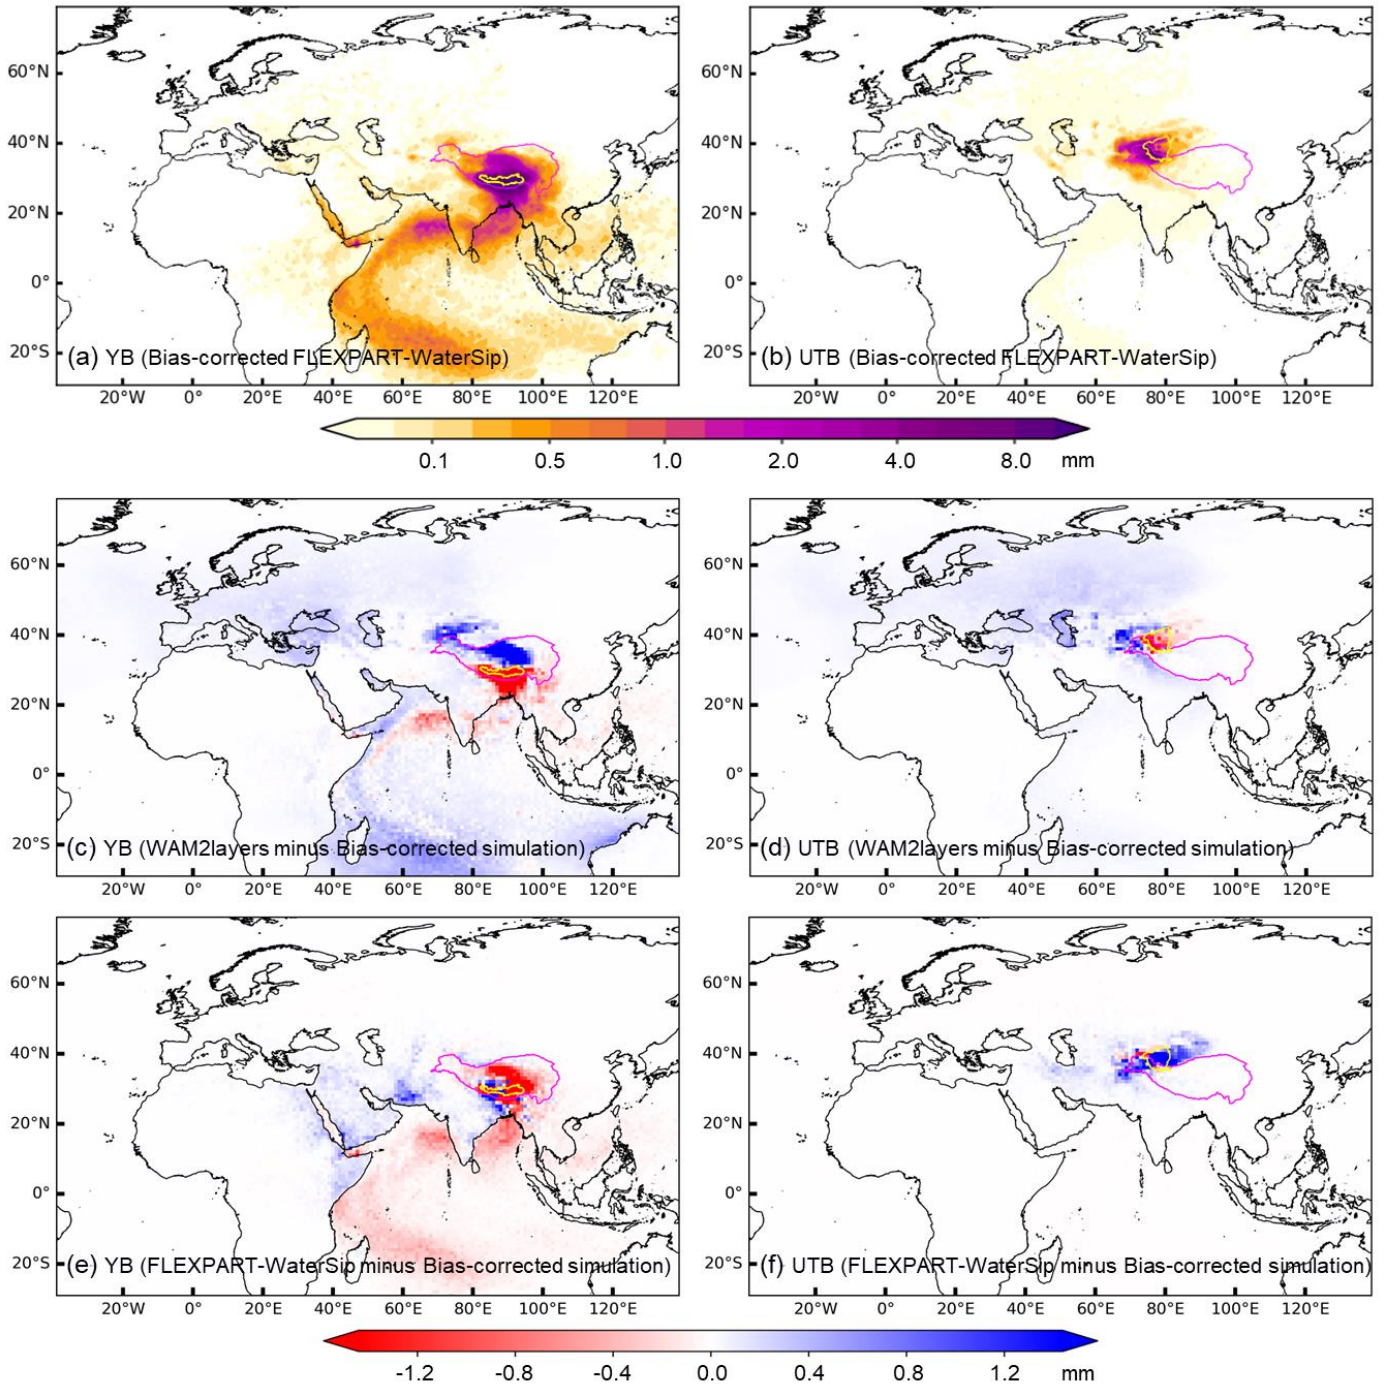 60°N
40°N
20°N
0°
20°S
(a) YB (Bias-corrected FLEXPART-WaterSip)
20°W 0° 20°E 40°E 60°E 80°E 100°E 120°E
60°N
40°N
20°N
0°
20°S
(b) UTB (Bias-corrected FLEXPART-WaterSip)
20°W 0° 20°E 40°E 60°E 80°E 100°E 120°E
0.1 0.5 1.0 2.0 4.0 8.0 mm
60°N
40°N
20°N
0°
20°S
(c) YB (WAM2layers minus Bias-corrected simulation)
20°W 0° 20°E 40°E 60°E 80°E 100°E 120°E
60°N
40°N
20°N
0°
20°S
(d) UTB (WAM2layers minus Bias-corrected simulation)
20°W 0° 20°E 40°E 60°E 80°E 100°E 120°E
60°N
40°N
20°N
0°
20°S
(e) YB (FLEXPART-WaterSip minus Bias-corrected simulation)
20°W 0° 20°E 40°E 60°E 80°E 100°E 120°E
60°N
40°N
20°N
0°
20°S
(f) UTB (FLEXPART-WaterSip minus Bias-corrected simulation)
20°W 0° 20°E 40°E 60°E 80°E 100°E 120°E
-1.2 -0.8 -0.4 0.0 0.4 0.8 1.2 mm